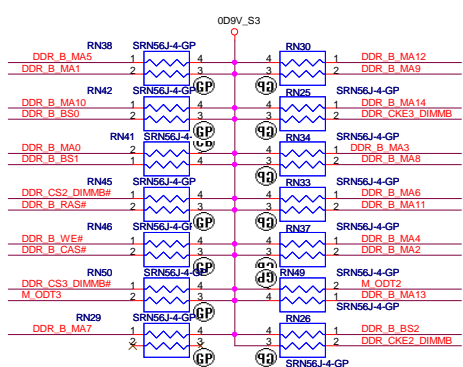 0D9V_S3
RN38 SRN56J-4-GP RN30
DDR_B_MA5 1 4 4 1 DDR_B_MA12
DDR_B_MA1 2 3 3 2 DDR_B_MA9
RN42 SRN56J-4-GP GP RN25 SRN56J-4-GP
DDR_B_MA10 1 4 4 1 DDR_B_MA14
DDR_B_BS0 2 3 3 2 DDR_CKE3_DIMMB
RN41 SRN56J-4-GP GP RN34 SRN56J-4-GP
DDR_B_MA0 2 3 4 1 DDR_B_MA3
DDR_B_BS1 1 4 3 2 DDR_B_MA8
RN45 SRN56J-4-GP GP RN33 SRN56J-4-GP
DDR_CS2_DIMMB# 1 4 4 1 DDR_B_MA6
DDR_B_RAS# 2 3 3 2 DDR_B_MA11
RN46 SRN56J-4-GP GP RN37 SRN56J-4-GP
DDR_B_WE# 1 4 4 1 DDR_B_MA4
DDR_B_CAS# 2 3 3 2 DDR_B_MA2
RN50 SRN56J-4-GP GP RN49 SRN56J-4-GP
DDR_CS3_DIMMB# 1 4 3 2 M_ODT2
M_ODT3 2 3 4 1 DDR_B_MA13
RN29 SRN56J-4-GP GP RN26 SRN56J-4-GP
DDR_B_MA7 1 4 4 1 DDR_B_BS2
2 3 3 2 DDR_CKE2_DIMMB
GP GP SRN56J-4-GP